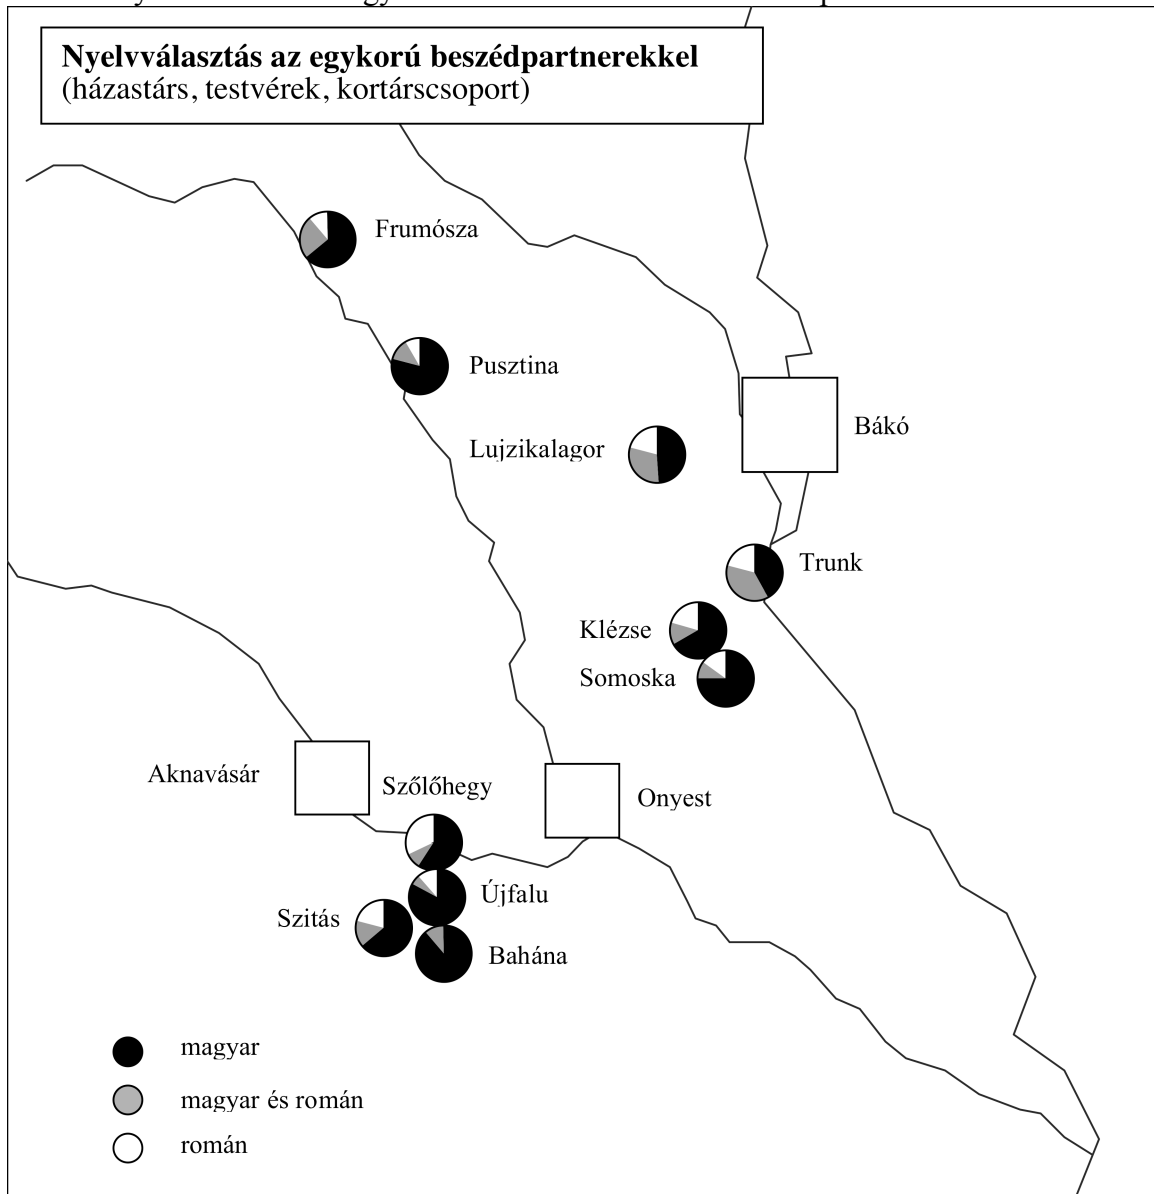 Nyelvválasztás az egykorú beszédpartnerekkel
(házastárs, testvérek, kortárscsoport)
Frumósza
Pusztina
Lujzikalagor
Bákó
Trunk
Klézse
Somoska
Aknavásár
Szőlőhegy
Onyest
Újfalu
Szitás
Bahána
magyar
magyar és román
román